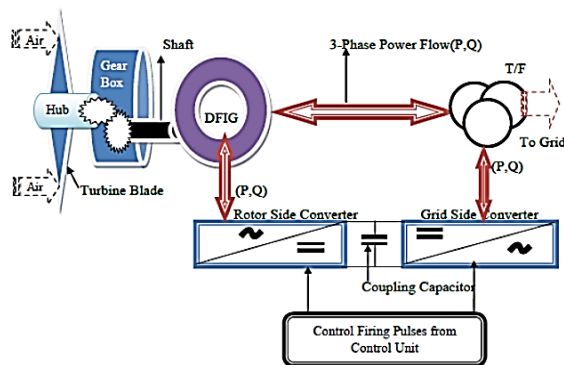 Air
Shaft
3-Phase Power Flow(P,Q)
T/F
Gear
Box
Hub
DFIG
To Grid
Air
Turbine Blade
(P,Q)
(P,Q)
Rotor Side Converter
Grid Side Converter
Coupling Capacitor
Control Firing Pulses from
Control Unit